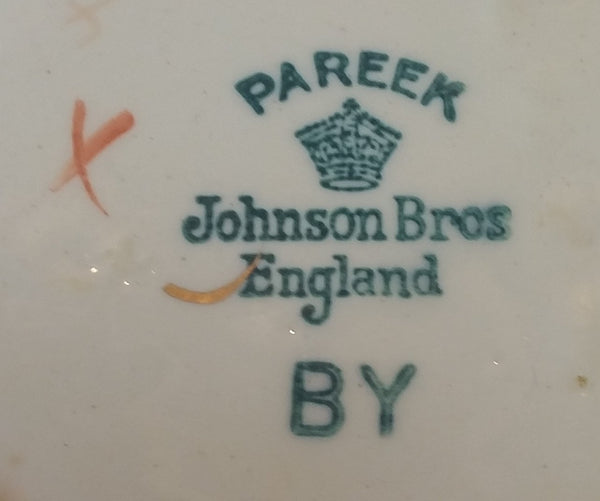 PAREEK
Johnson Bros
England
BY